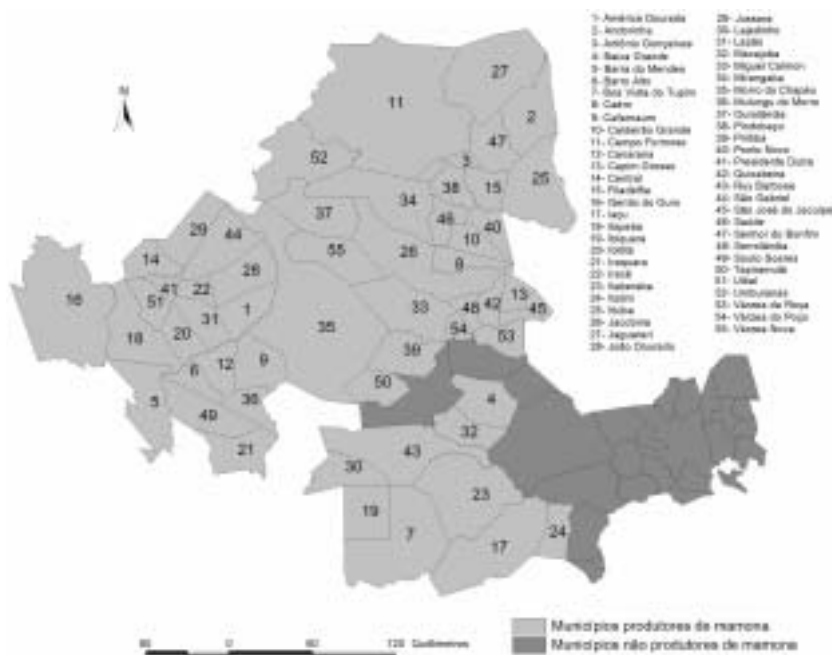 N
1- América Dourada
2- Andorinha
3- Antônio Gonçalves
4- Baixa Grande
5- Barra do Mendes
6- Barro Alto
7- Boa Vista do Tupim
8- Caém
9- Cafarnaum
10- Caldeirão Grande
11- Campo Formoso
12- Canarana
13- Capim Grosso
14- Central
15- Filadélfia
16- Gentio do Ouro
17- Iaçu
18- Itaguaçu
19- Itaquara
20- Ibititá
21- Iraquara
22- Irecê
23- Itaberaba
24- Itatim
25- Itiúba
26- Jacobina
27- Jaguarari
28- João Dourado
29- Jussara
30- Lajedinho
31- Lapão
32- Macajuba
33- Miguel Calmon
34- Mirangaba
35- Morro do Chapéu
36- Mulungu do Morro
37- Ourolândia
38- Pindobaçu
39- Piritiba
40- Ponto Novo
41- Presidente Dutra
42- Quixabeira
43- Ruy Barbosa
44- São Gabriel
45- São José do Jacuípe
46- Saúde
47- Senhor do Bonfim
48- Serrolândia
49- Souto Soares
50- Tapiramutá
51- Uibaí
52- Umburanas
53- Várzea da Roça
54- Várzea do Poço
55- Várzea Nova
27
11
2
47
52
3
25
38
15
34
37
46
40
29
44
10
55
26
8
14
28
16
41
22
13
51
33
48
42
45
1
31
35
18
20
54
53
39
12
9
6
50
4
5
36
49
32
21
43
30
23
19
7
24
17
60
0
60
120 Quilômetros
Municípios produtores de mamona
Municípios não produtores de mamona